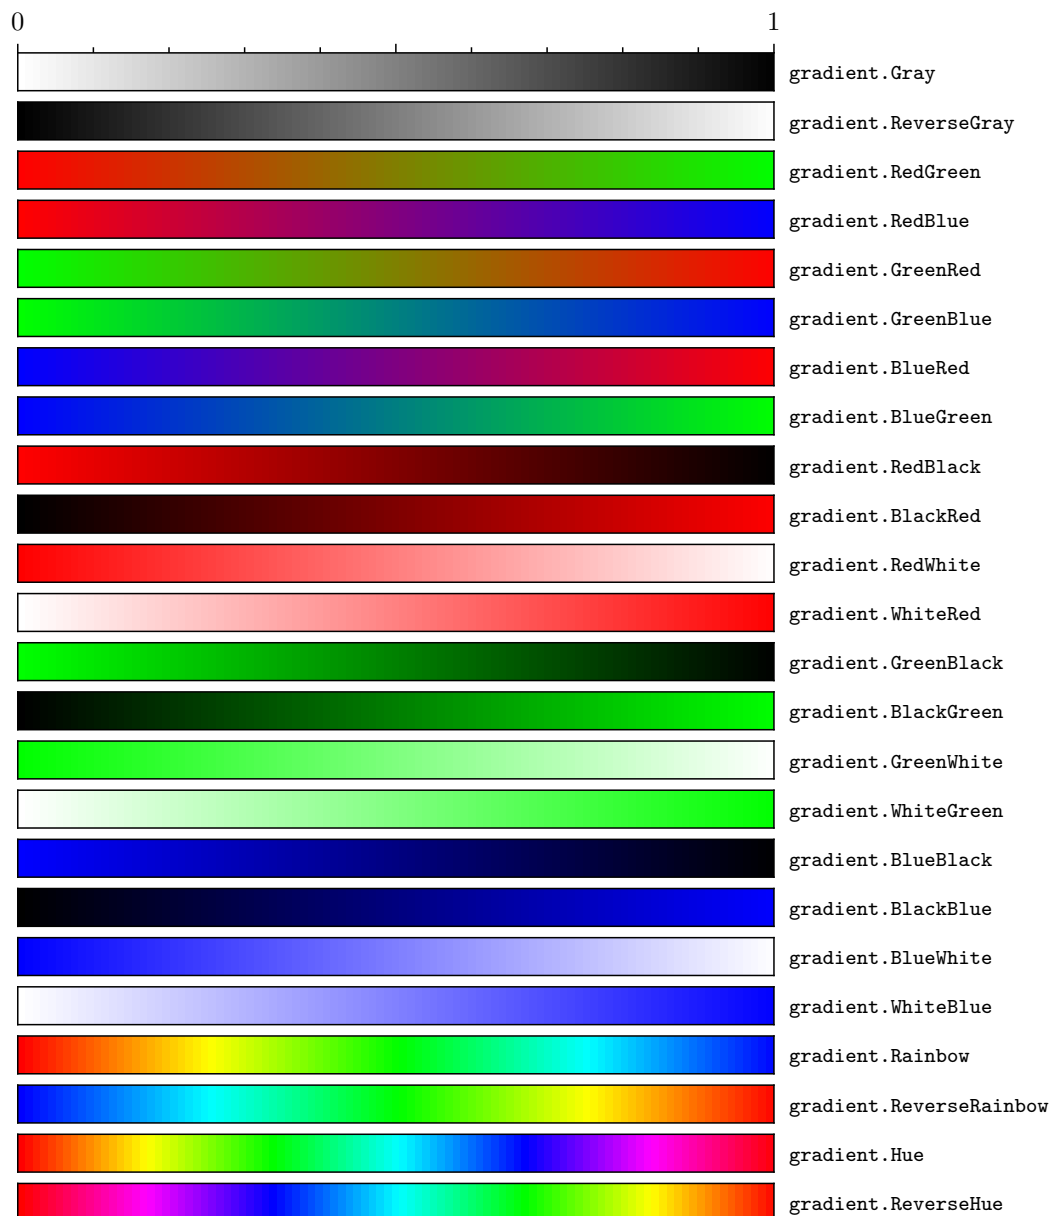 0 1
gradient.Gray
gradient.ReverseGray
gradient.RedGreen
gradient.RedBlue
gradient.GreenRed
gradient.GreenBlue
gradient.BlueRed
gradient.BlueGreen
gradient.RedBlack
gradient.BlackRed
gradient.RedWhite
gradient.WhiteRed
gradient.GreenBlack
gradient.BlackGreen
gradient.GreenWhite
gradient.WhiteGreen
gradient.BlueBlack
gradient.BlackBlue
gradient.BlueWhite
gradient.WhiteBlue
gradient.Rainbow
gradient.ReverseRainbow
gradient.Hue
gradient.ReverseHue